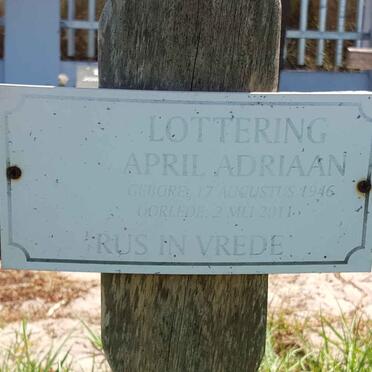 LOTTERING
APRIL ADRIAAN
GEBORE, 17 AUGUSTUS 1946
OORLEDE, 2 MEI 2011
RUS IN VREDE